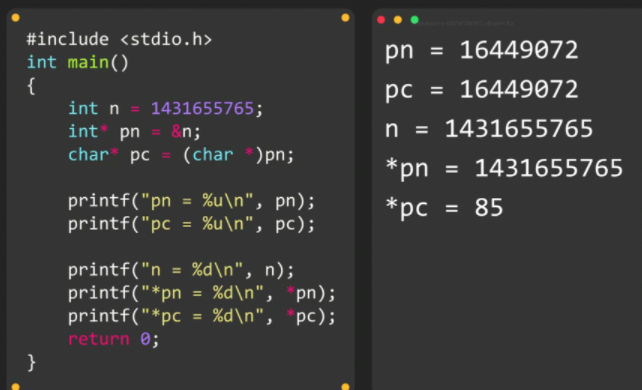 #include <stdio.h>
int main()
{
    int n = 1431655765;
    int* pn = &n;
    char* pc = (char *)pn;

    printf("pn = %u\n", pn);
    printf("pc = %u\n", pc);

    printf("n = %d\n", n);
    printf("*pn = %d\n", *pn);
    printf("*pc = %d\n", *pc);
    return 0;
}
pn = 16449072
pc = 16449072
n = 1431655765
*pn = 1431655765
*pc = 85